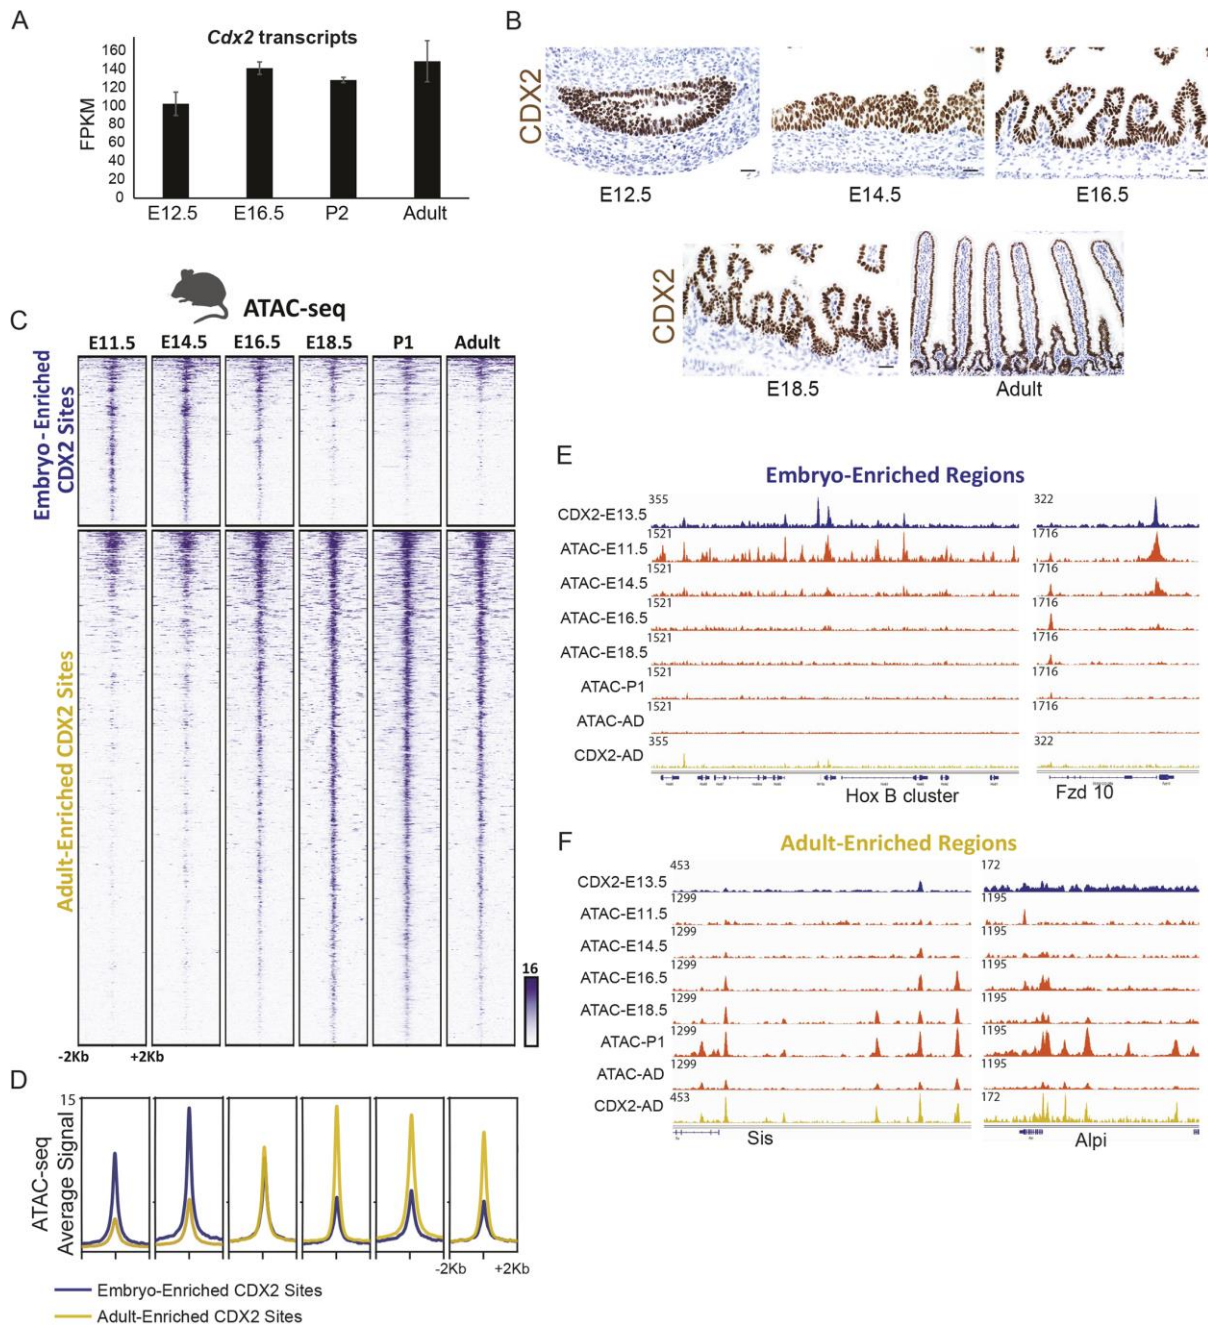 A
Cdx2 transcripts
FPKM
160
140
120
100
80
60
40
20
0
E12.5 E16.5 P2 Adult
B
CDX2
E12.5 E14.5 E16.5
CDX2
E18.5 Adult
ATAC-seq
C
E11.5 E14.5 E16.5 E18.5 P1 Adult
Embryo-Enriched
CDX2 Sites
Adult-Enriched CDX2 Sites
16
-2Kb +2Kb
D
ATAC-seq
Average Signal
15
-2Kb +2Kb
Embryo-Enriched CDX2 Sites
Adult-Enriched CDX2 Sites
E
Embryo-Enriched Regions
355 322
CDX2-E13.5
1521 1716
ATAC-E11.5
1521 1716
ATAC-E14.5
1521 1716
ATAC-E16.5
1521 1716
ATAC-E18.5
1521 1716
ATAC-P1
1521 1716
ATAC-AD
355 322
CDX2-AD
Hox B cluster Fzd 10
F
Adult-Enriched Regions
453 172
CDX2-E13.5
1299 1195
ATAC-E11.5
1299 1195
ATAC-E14.5
1299 1195
ATAC-E16.5
1299 1195
ATAC-E18.5
1299 1195
ATAC-P1
1299 1195
ATAC-AD
453 172
CDX2-AD
Sis Alpi